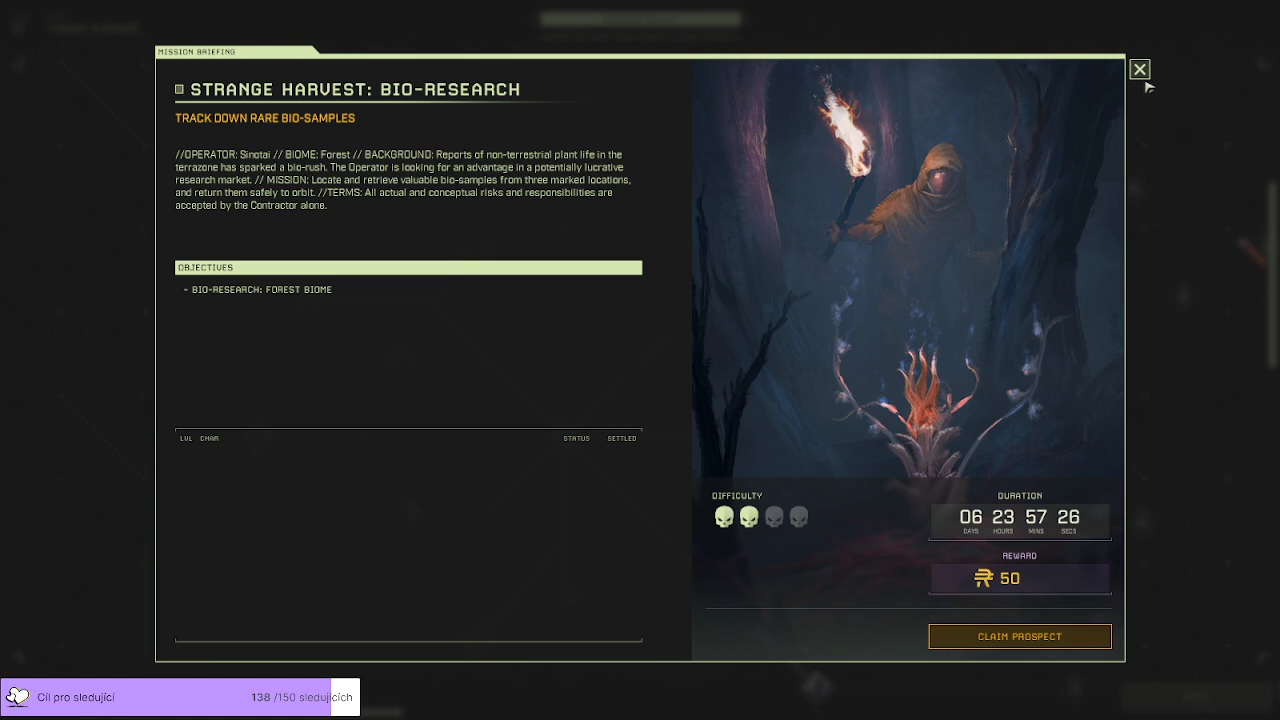 MISSION BRIEFING
STRANGE HARVEST: BIO-RESEARCH
TRACK DOWN RARE BIO-SAMPLES
//OPERATOR: Sinotai // BIOME: Forest // BACKGROUND: Reports of non-terrestrial plant life in the
terrazone has sparked a bio-rush. The Operator is looking for an advantage in a potentially lucrative
research market. // MISSION: Locate and retrieve valuable bio-samples from three marked locations,
and return them safely to orbit. //TERMS: All actual and conceptual risks and responsibilities are
accepted by the Contractor alone.
OBJECTIVES
- BIO-RESEARCH: FOREST BIOME
LVL CHAR STATUS SETTLED
DIFFICULTY
DURATION
06 23 57 26
DAYS HOURS MINS SECS
REWARD
50
CLAIM PROSPECT
Cíl pro sledující 138 /150 sledujících